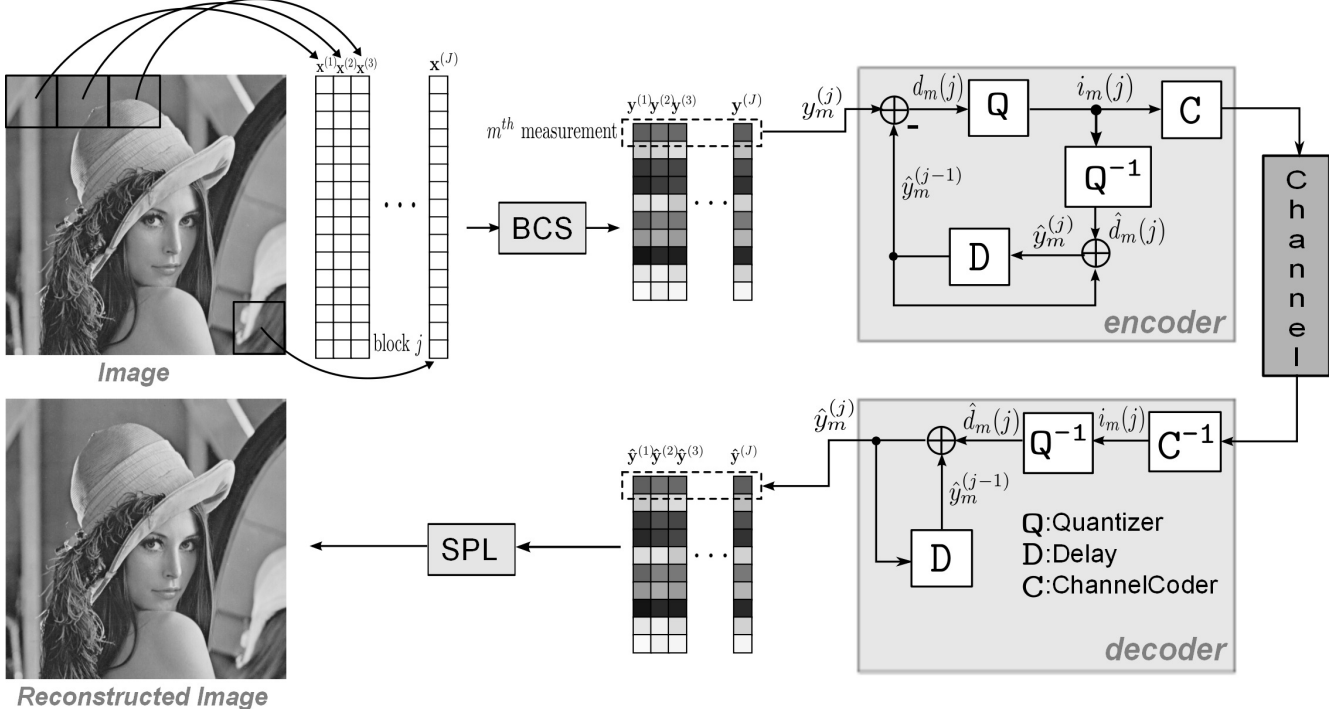 x^(1) x^(2) x^(3)
x^(J)
. . .
block j
Image
BCS
y^(1) y^(2) y^(3)
y^(J)
m^th measurement
. . .
y_m^(j)
-
d_m(j)
Q
i_m(j)
C
Q^-1
ŷ_m^(j-1)
ŷ_m^(j)
d̂_m(j)
D
encoder
Channel
ŷ_m^(j)
d̂_m(j)
Q^-1
i_m(j)
C^-1
ŷ_m^(j-1)
D
Q:Quantizer
D:Delay
C:ChannelCoder
decoder
ŷ^(1) ŷ^(2) ŷ^(3)
ŷ^(J)
. . .
SPL
Reconstructed Image